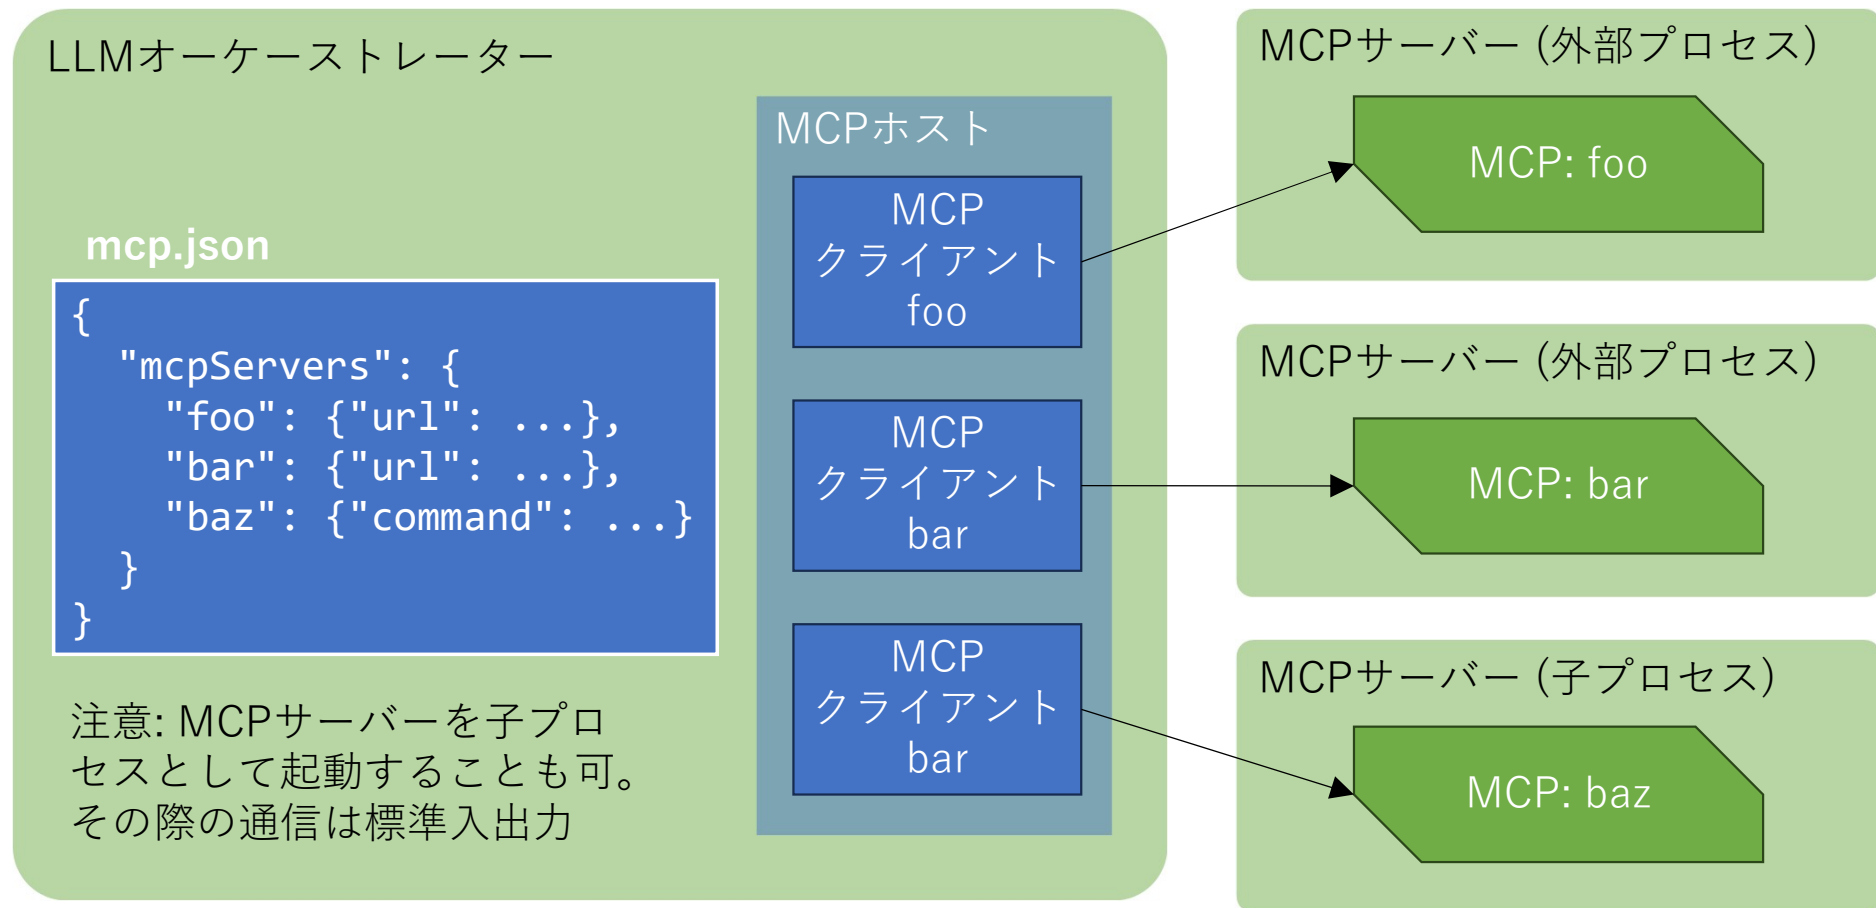 LLMオーケーストレーター
mcp.json
{
  "mcpServers": {
    "foo": {"url": ...},
    "bar": {"url": ...},
    "baz": {"command": ...}
  }
}
注意: MCPサーバーを子プロ
セスとして起動することも可。
その際の通信は標準入出力
MCPホスト
MCP
クライアント
foo
MCP
クライアント
bar
MCP
クライアント
bar
MCPサーバー (外部プロセス)
MCP: foo
MCPサーバー (外部プロセス)
MCP: bar
MCPサーバー (子プロセス)
MCP: baz